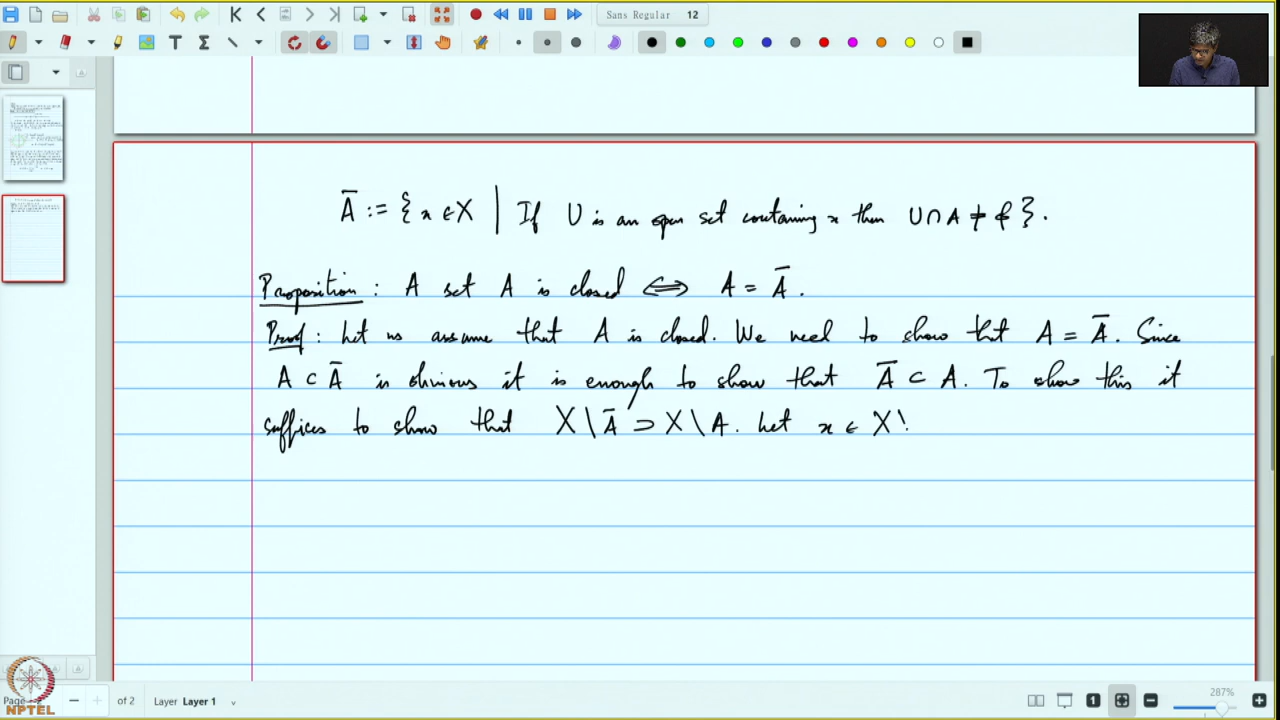 Sans Regular 12
Ā := {x ∈ X | If U is an open set containing x then U ∩ A ≠ ϕ}.
Proposition : A set A is closed ⟺ A = Ā.
Proof : Let us assume that A is closed. We need to show that A = Ā. Since
A ⊂ Ā is obvious it is enough to show that Ā ⊂ A. To show this it
suffices to show that X \ Ā ⊃ X \ A. Let x ∈ X \
of 2 Layer Layer 1 287%
NPTEL